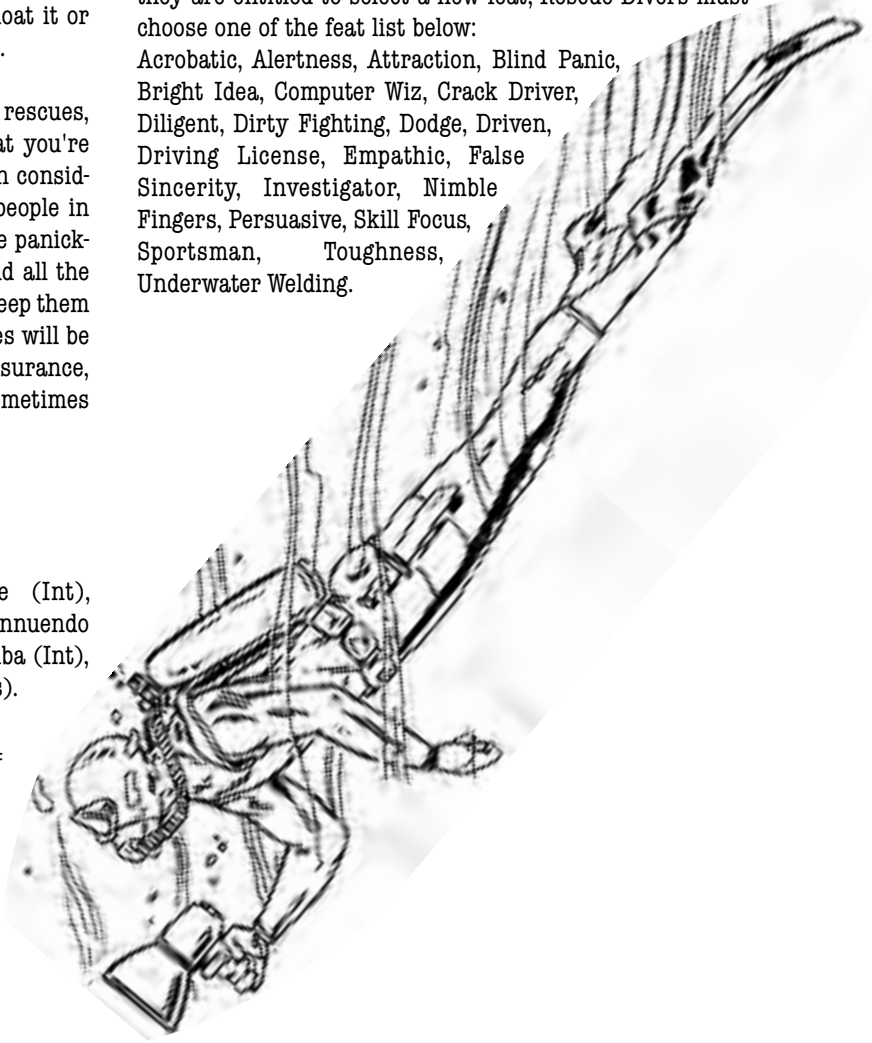 oat it or
.
rescues,
at you're
n consid-
people in
e panick-
d all the
eep them
es will be
surance,
metimes
e (Int),
nnuendo
ba (Int),
s).
:
they are entitled to select a new feat, Rescue Divers must
choose one of the feat list below:
Acrobatic, Alertness, Attraction, Blind Panic,
Bright Idea, Computer Wiz, Crack Driver,
Diligent, Dirty Fighting, Dodge, Driven,
Driving License, Empathic, False
Sincerity, Investigator, Nimble
Fingers, Persuasive, Skill Focus,
Sportsman, Toughness,
Underwater Welding.